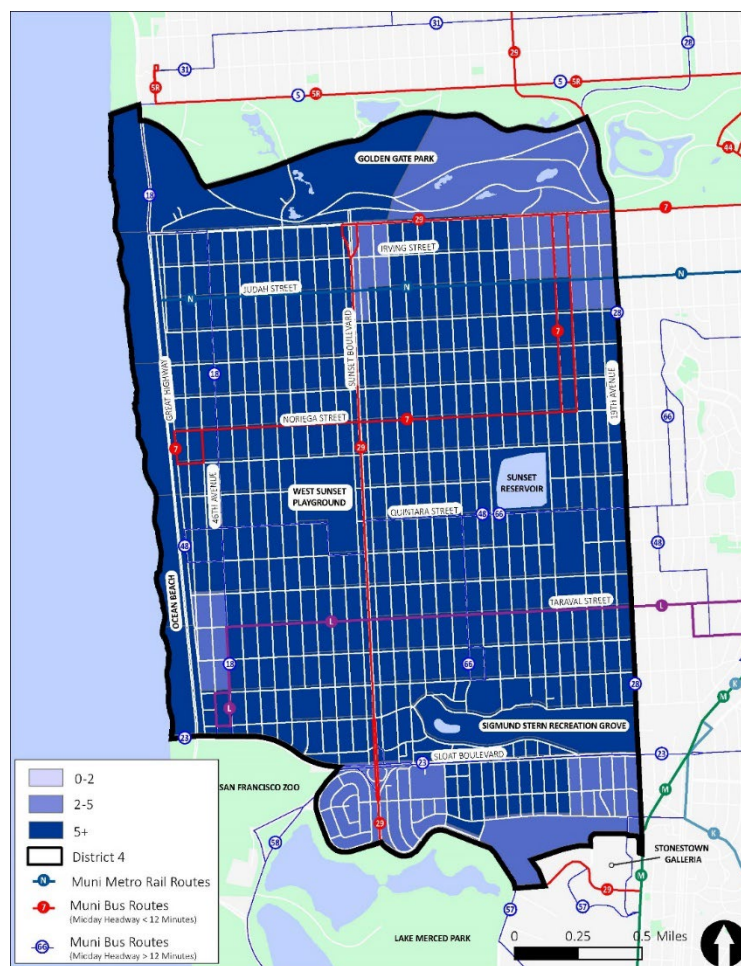 31
31
29
28
5R
5
5R
44
GOLDEN GATE PARK
18
29
7
IRVING STREET
JUDAH STREET
N
N
N
SUNSET BOULEVARD
28
7
18
19TH AVENUE
GREAT HIGHWAY
NORIEGA STREET
7
66
7
29
46TH AVENUE
WEST SUNSET
PLAYGROUND
SUNSET
RESERVOIR
QUINTARA STREET
48
66
48
48
OCEAN BEACH
TARAVAL STREET
L
L
18
66
28
L
M
K
SIGMUND STERN RECREATION GROVE
23
SLOAT BOULEVARD
23
23
0-2
2-5
5+
District 4
N Muni Metro Rail Routes
7 Muni Bus Routes
(Midday Headway < 12 Minutes)
66 Muni Bus Routes
(Midday Headway > 12 Minutes)
SAN FRANCISCO ZOO
58
29
M
K
STONESTOWN
GALLERIA
29
57
57
M
LAKE MERCED PARK
0 0.25 0.5 Miles